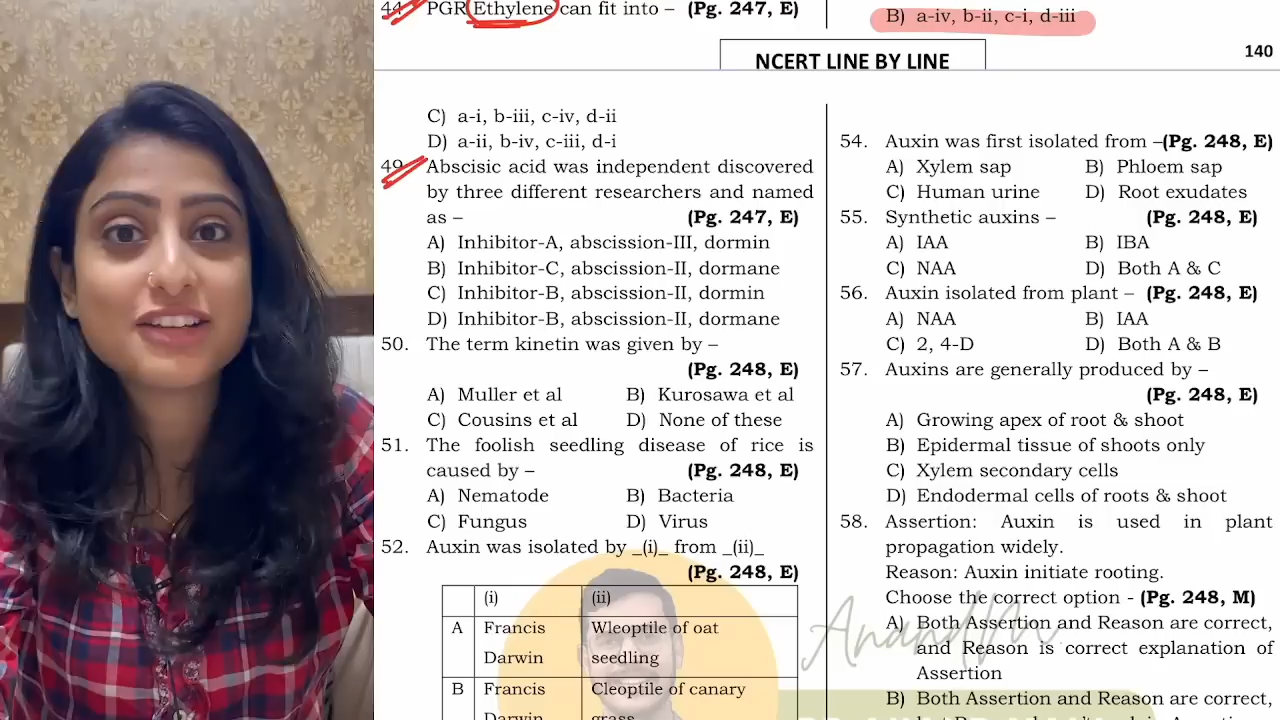 44. PGR Ethylene can fit into – (Pg. 247, E)
B) a-iv, b-ii, c-i, d-iii
NCERT LINE BY LINE
140
C) a-i, b-iii, c-iv, d-ii
D) a-ii, b-iv, c-iii, d-i
49. Abscisic acid was independent discovered
by three different researchers and named
as – (Pg. 247, E)
A) Inhibitor-A, abscission-III, dormin
B) Inhibitor-C, abscission-II, dormane
C) Inhibitor-B, abscission-II, dormin
D) Inhibitor-B, abscission-II, dormane
50. The term kinetin was given by –
(Pg. 248, E)
A) Muller et al B) Kurosawa et al
C) Cousins et al D) None of these
51. The foolish seedling disease of rice is
caused by – (Pg. 248, E)
A) Nematode B) Bacteria
C) Fungus D) Virus
52. Auxin was isolated by _(i)_ from _(ii)_
(Pg. 248, E)
(i) (ii)
A Francis Wleoptile of oat
Darwin seedling
B Francis Cleoptile of canary
Darwin grass
54. Auxin was first isolated from –(Pg. 248, E)
A) Xylem sap B) Phloem sap
C) Human urine D) Root exudates
55. Synthetic auxins – (Pg. 248, E)
A) IAA B) IBA
C) NAA D) Both A & C
56. Auxin isolated from plant – (Pg. 248, E)
A) NAA B) IAA
C) 2, 4-D D) Both A & B
57. Auxins are generally produced by –
(Pg. 248, E)
A) Growing apex of root & shoot
B) Epidermal tissue of shoots only
C) Xylem secondary cells
D) Endodermal cells of roots & shoot
58. Assertion: Auxin is used in plant
propagation widely.
Reason: Auxin initiate rooting.
Choose the correct option - (Pg. 248, M)
A) Both Assertion and Reason are correct,
and Reason is correct explanation of
Assertion
B) Both Assertion and Reason are correct,